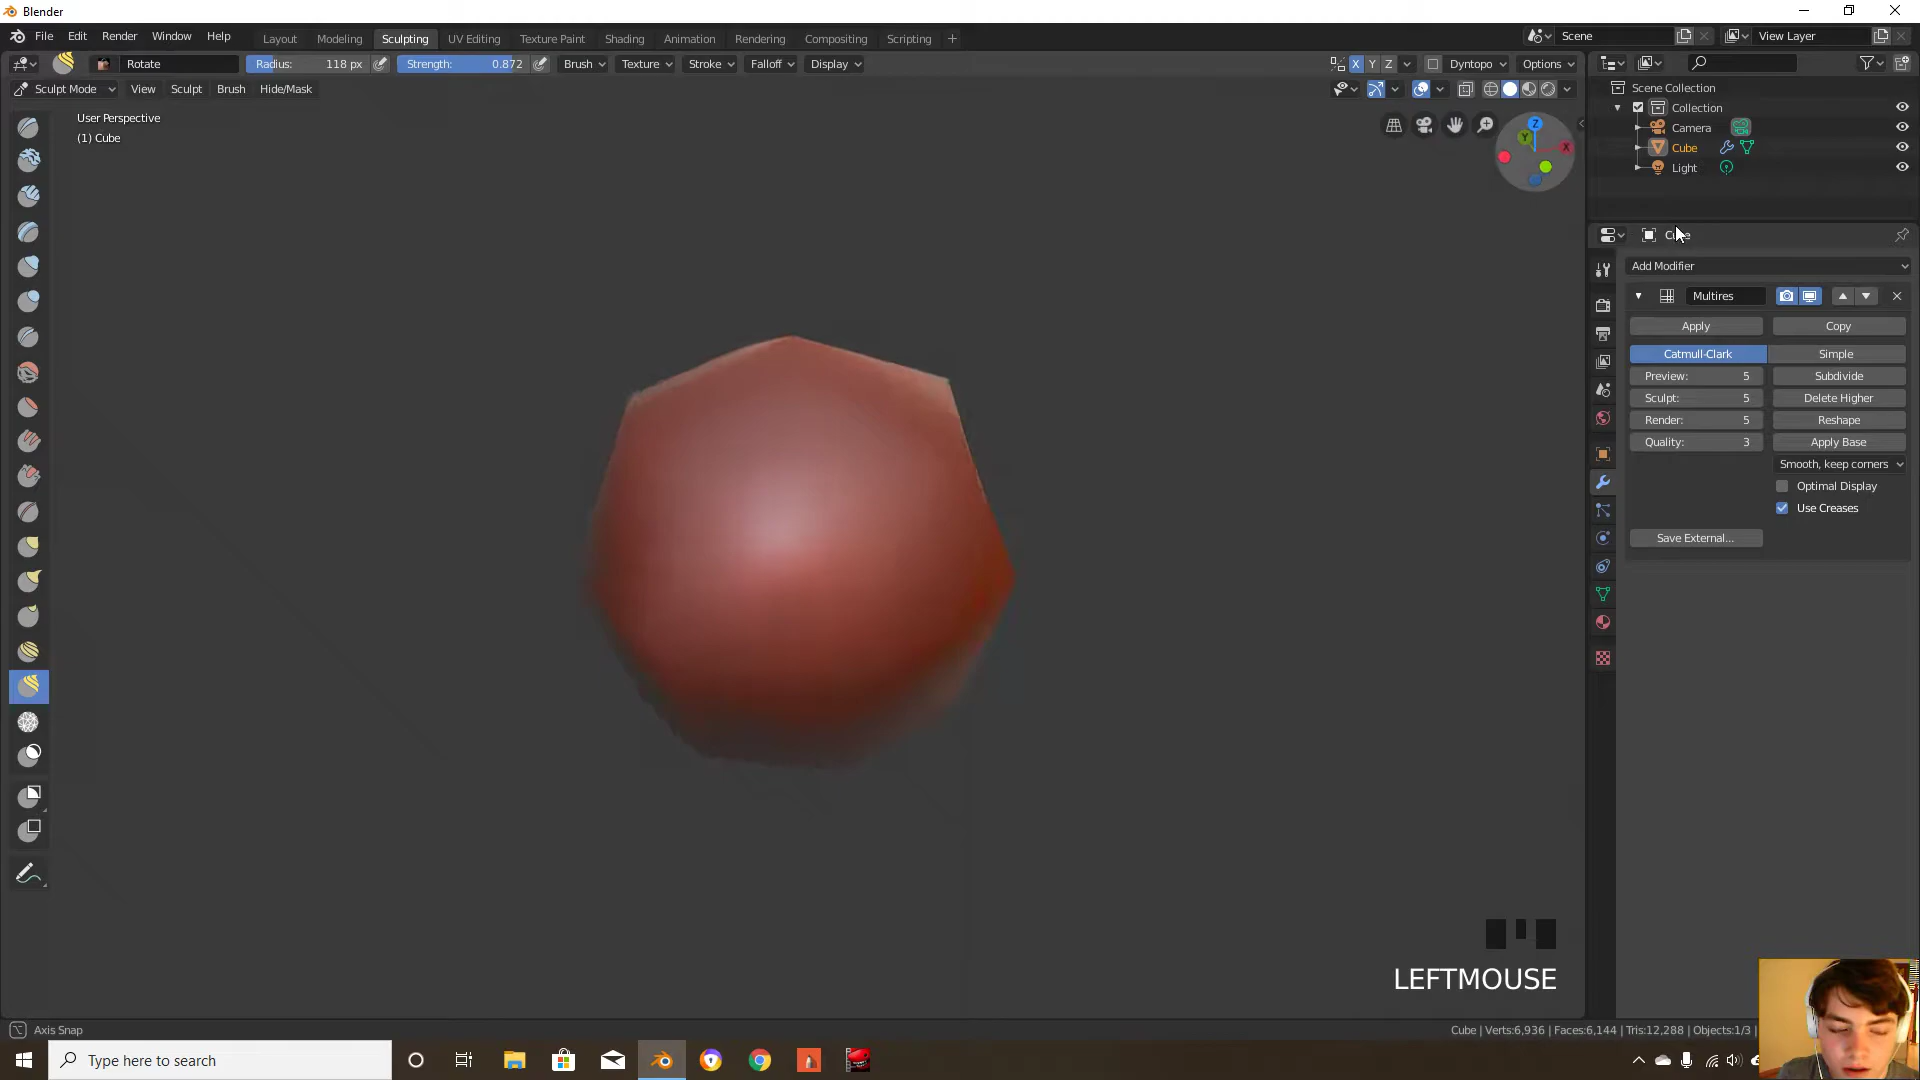 Blender
File Edit Render Window Help
Layout Modeling Sculpting UV Editing Texture Paint Shading Animation Rendering Compositing Scripting +
Scene
View Layer
Rotate Radius: 118 px Strength: 0.872 Brush Texture Stroke Falloff Display
X Y Z Dyntopo Options
Sculpt Mode View Sculpt Brush Hide/Mask
User Perspective
(1) Cube
Z
Y
X
Scene Collection
Collection
Camera
Cube
Light
Cube
Add Modifier
Multires
Apply Copy
Catmull-Clark Simple
Preview: 5 Subdivide
Sculpt: 5 Delete Higher
Render: 5 Reshape
Quality: 3 Apply Base
Smooth, keep corners
Optimal Display
Use Creases
Save External...
LEFTMOUSE
Axis Snap
Cube | Verts:6,936 | Faces:6,144 | Tris:12,288 | Objects:1/3
Type here to search